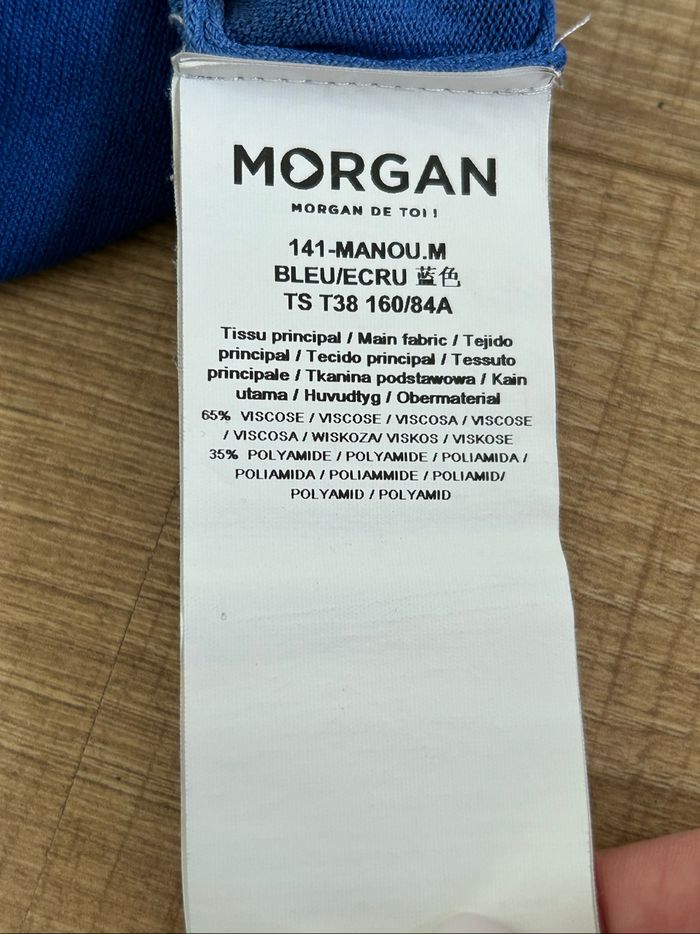 MORGAN
MORGAN DE TOI !
141-MANOU.M
BLEU/ECRU 蓝色
TS T38 160/84A
Tissu principal / Main fabric / Tejido
principal / Tecido principal / Tessuto
principale / Tkanina podstawowa / Kain
utama / Huvudtyg / Obermaterial
65% VISCOSE / VISCOSE / VISCOSA / VISCOSE
/ VISCOSA / WISKOZA/ VISKOS / VISKOSE
35% POLYAMIDE / POLYAMIDE / POLIAMIDA /
POLIAMIDA / POLIAMMIDE / POLIAMID/
POLYAMID / POLYAMID